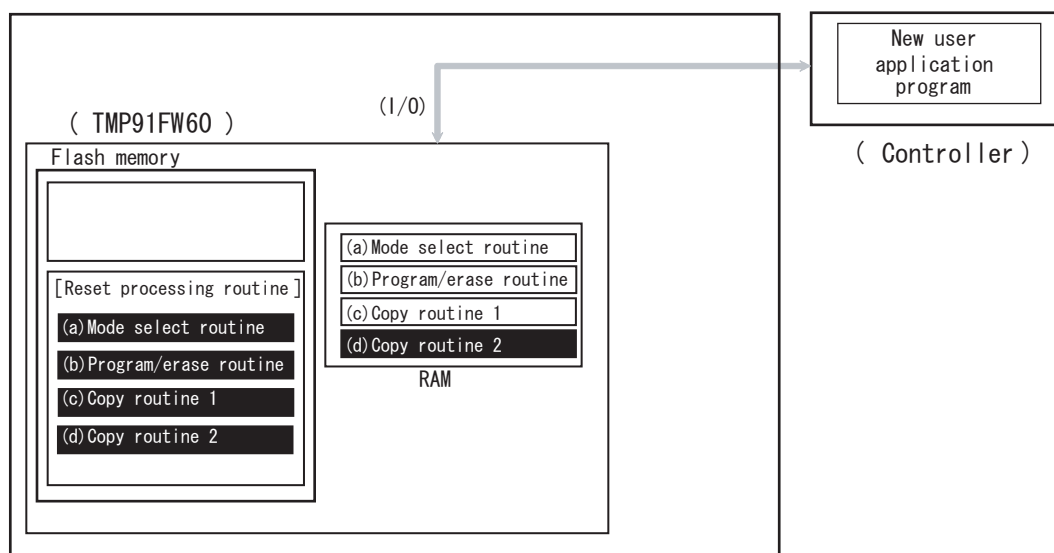 New user
application
program
(I/O)
( TMP91FW60 )
( Controller )
Flash memory
(a)Mode select routine
(b)Program/erase routine
(c)Copy routine 1
(d)Copy routine 2
RAM
[Reset processing routine]
(a)Mode select routine
(b)Program/erase routine
(c)Copy routine 1
(d)Copy routine 2